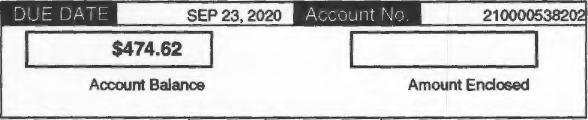 DUE DATE SEP 23, 2020 Account No. 210000538202
$474.62
Account Balance Amount Enclosed